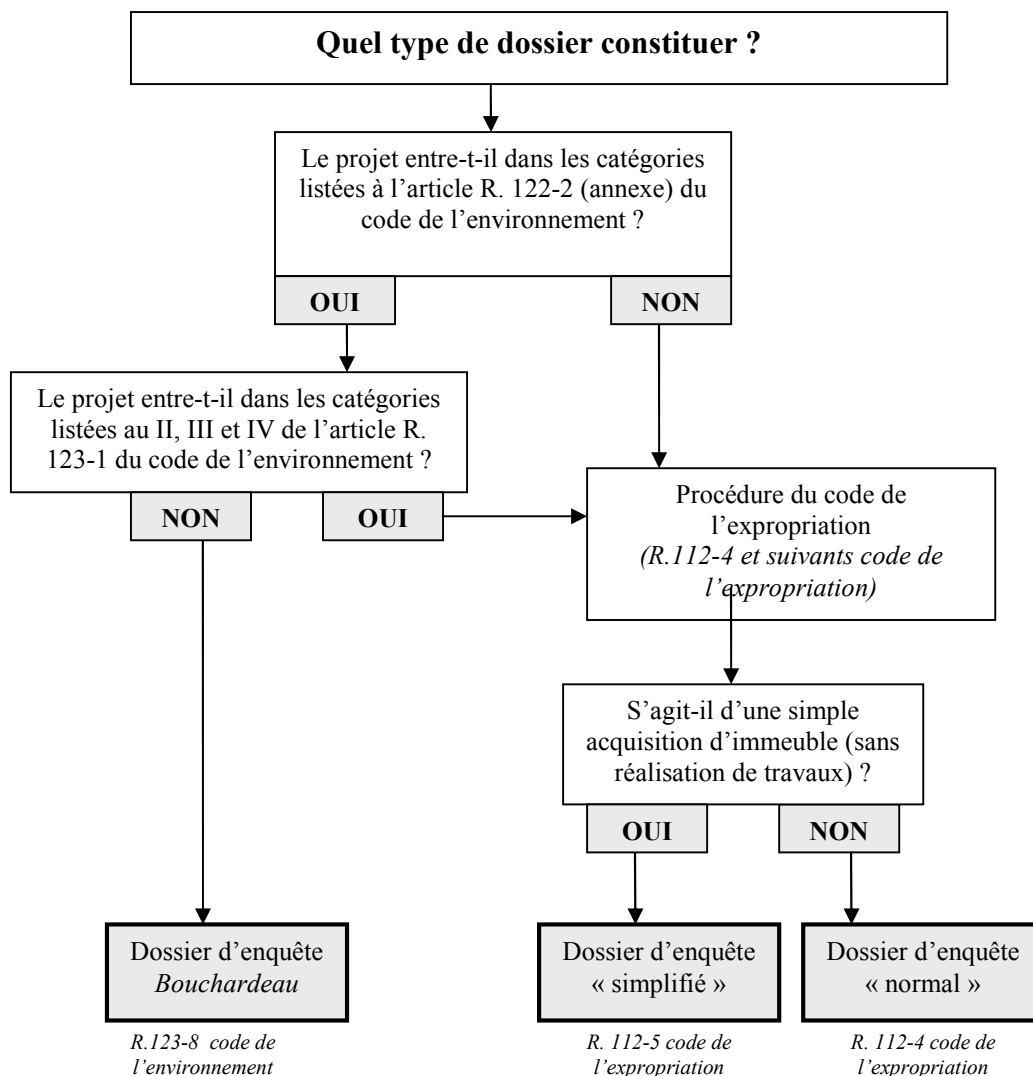 Quel type de dossier constituer ?
Le projet entre-t-il dans les catégories
listées à l’article R. 122-2 (annexe) du
code de l’environnement ?
OUI
NON
Le projet entre-t-il dans les catégories
listées au II, III et IV de l’article R.
123-1 du code de l’environnement ?
NON
OUI
Procédure du code de
l’expropriation
(R.112-4 et suivants code de
l’expropriation)
S’agit-il d’une simple
acquisition d’immeuble (sans
réalisation de travaux) ?
OUI
NON
Dossier d’enquête
Bouchardeau
R.123-8 code de
l’environnement
Dossier d’enquête
« simplifié »
R. 112-5 code de
l’expropriation
Dossier d’enquête
« normal »
R. 112-4 code de
l’expropriation